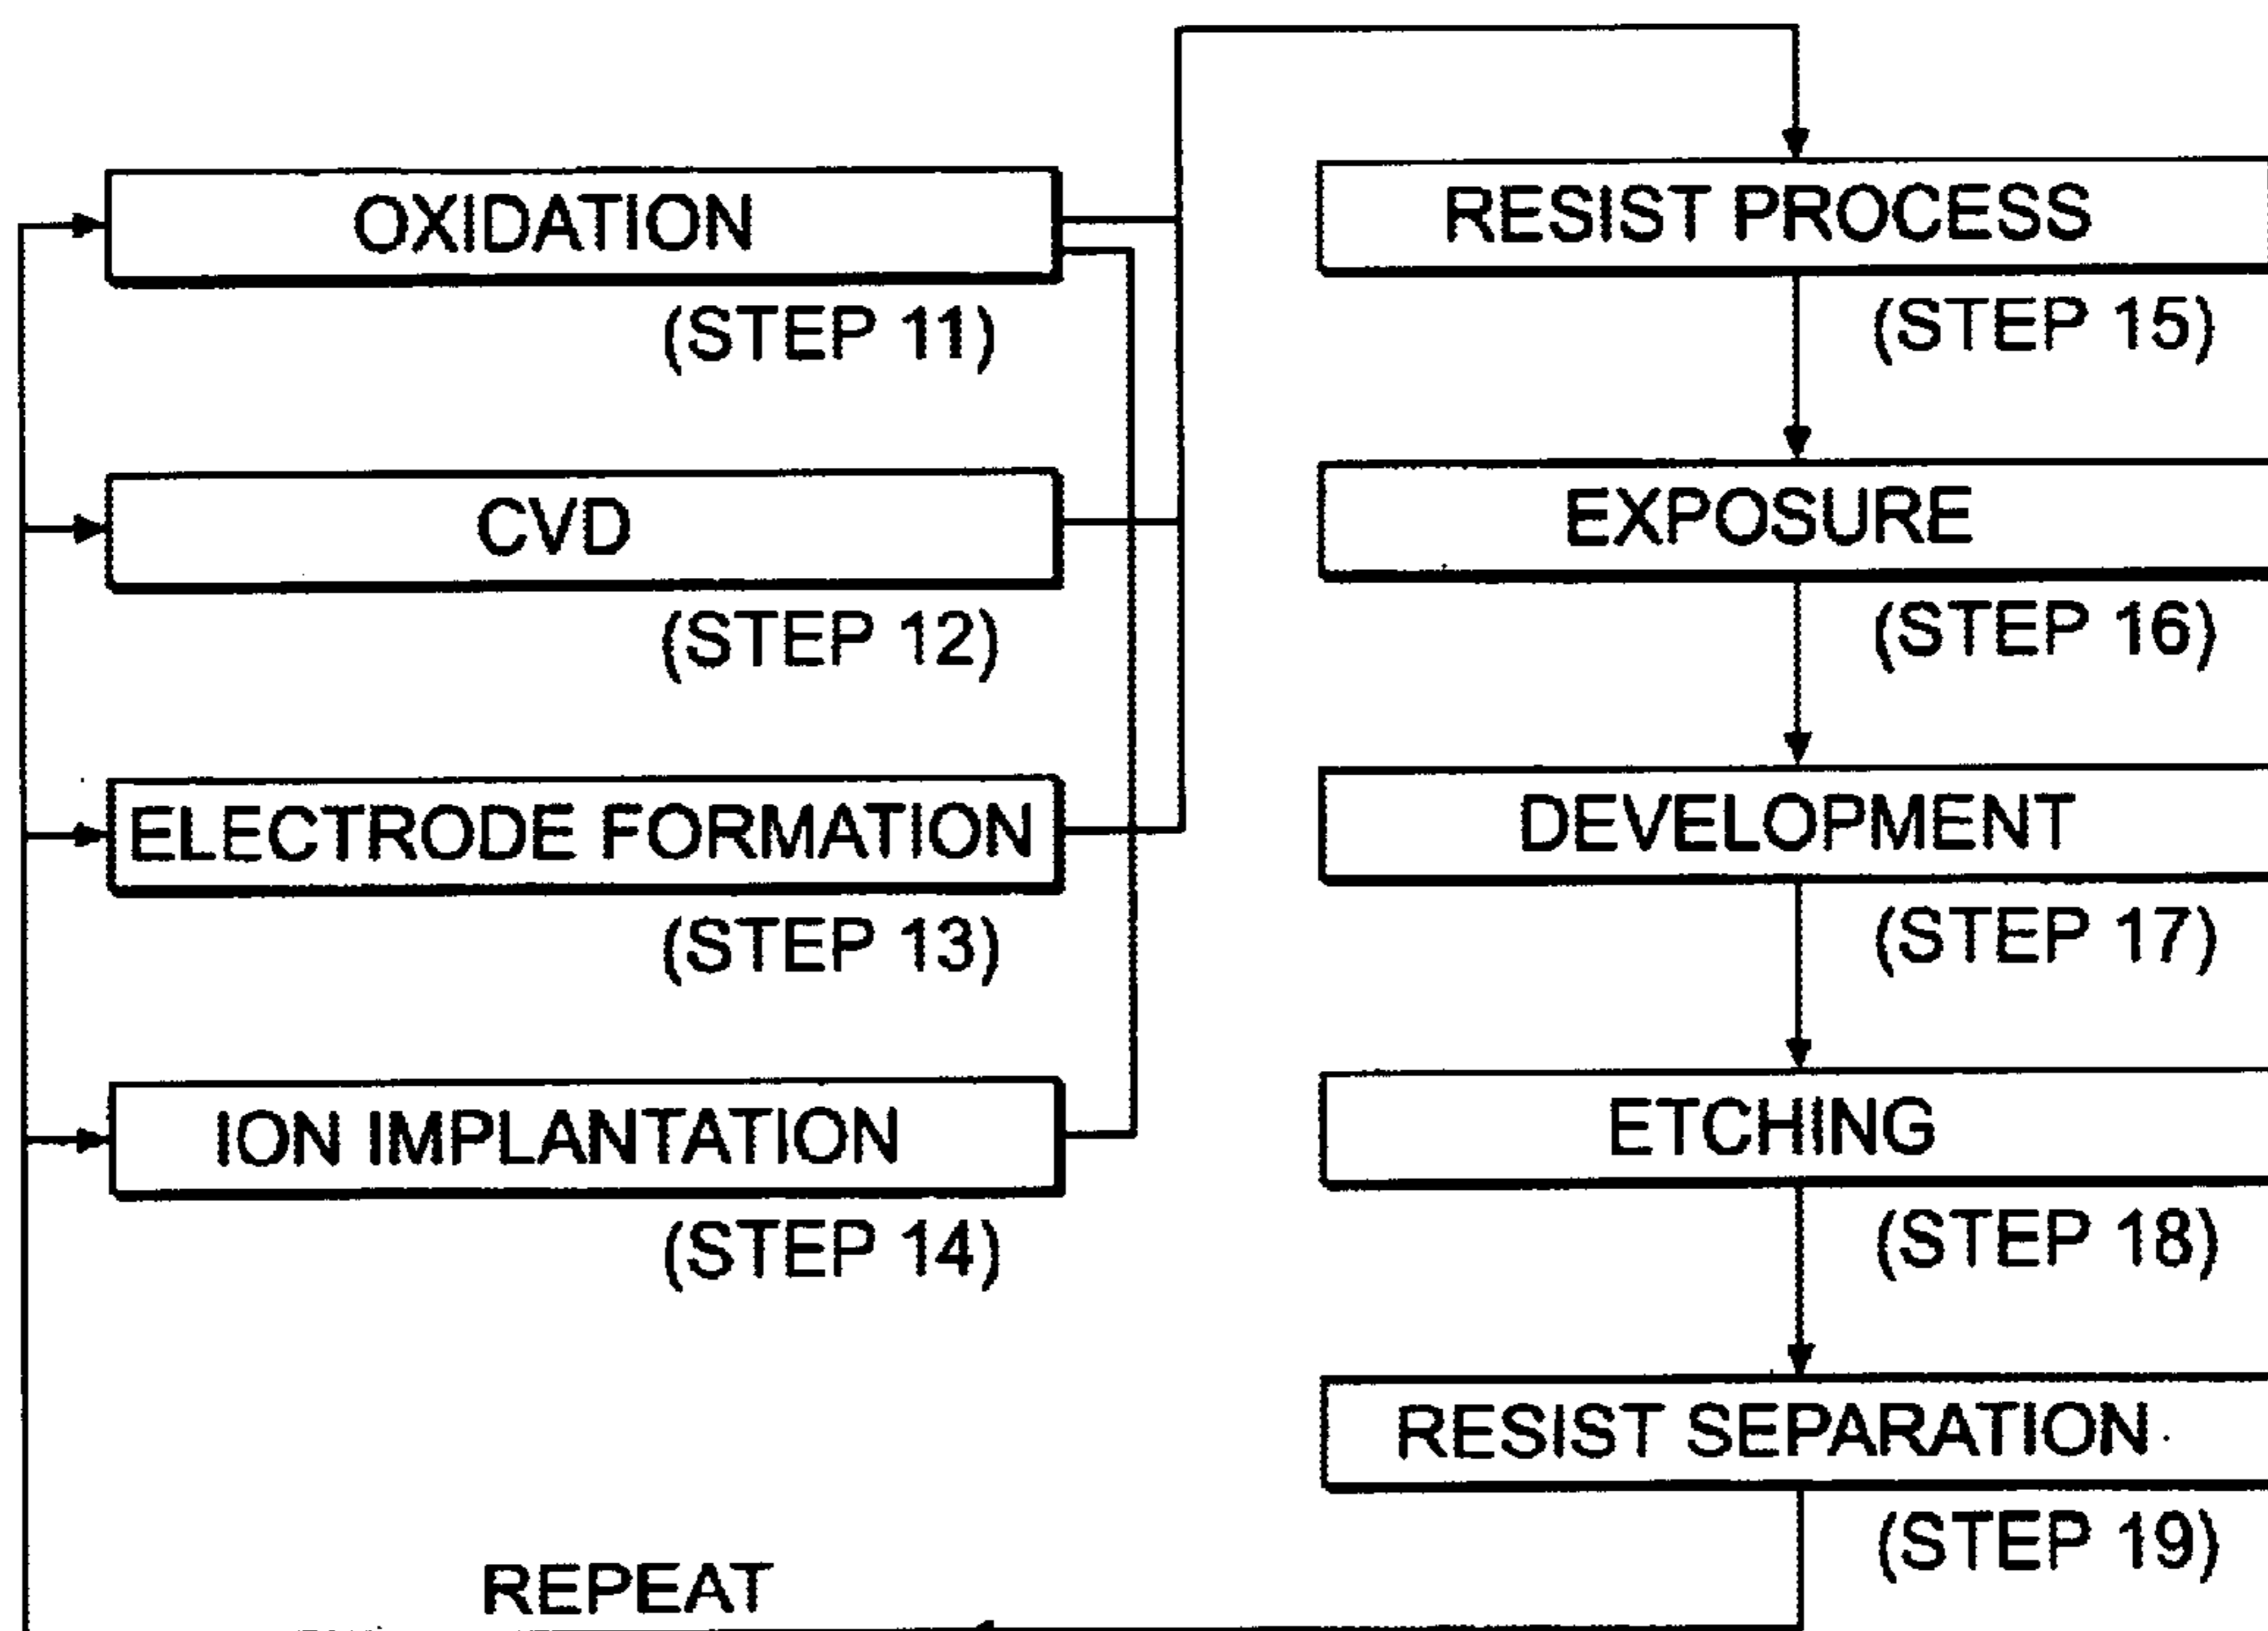 OXIDATION
(STEP 11)
CVD
(STEP 12)
ELECTRODE FORMATION
(STEP 13)
ION IMPLANTATION
(STEP 14)
RESIST PROCESS
(STEP 15)
EXPOSURE
(STEP 16)
DEVELOPMENT
(STEP 17)
ETCHING
(STEP 18)
RESIST SEPARATION
(STEP 19)
REPEAT